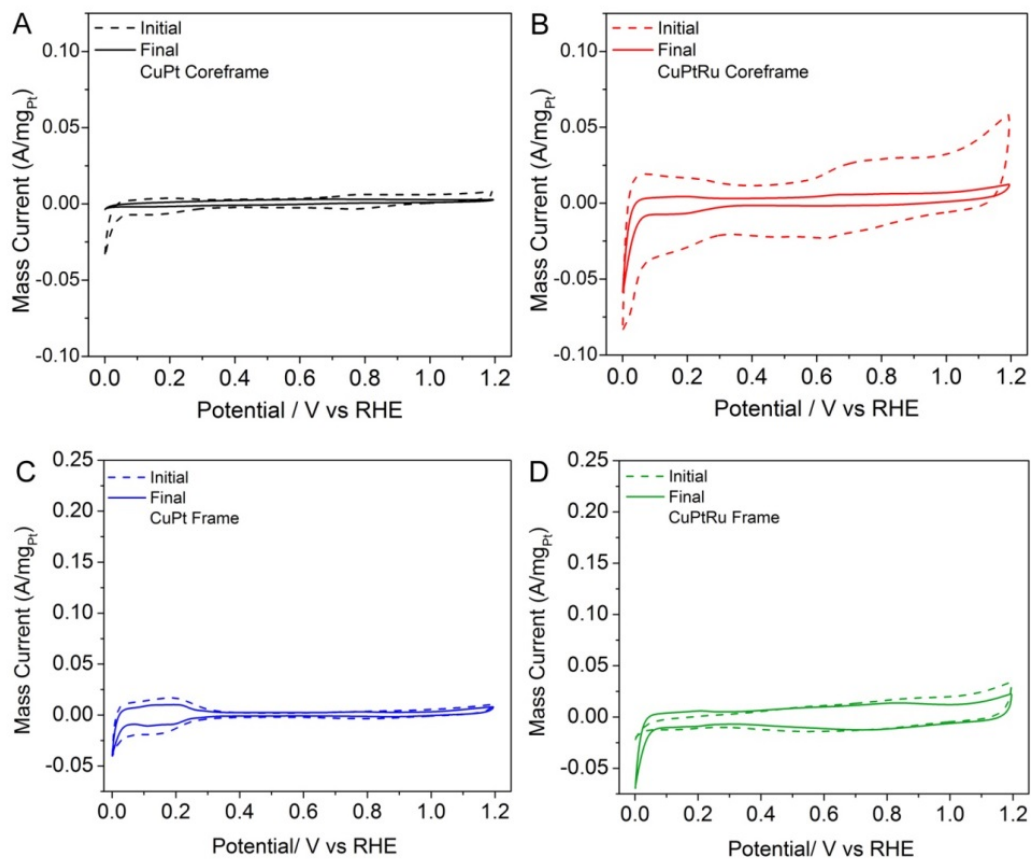 A
Initial
Final
CuPt Coreframe
0.10
0.05
0.00
-0.05
-0.10
Mass Current (A/mgPt)
0.0 0.2 0.4 0.6 0.8 1.0 1.2
Potential / V vs RHE
B
Initial
Final
CuPtRu Coreframe
0.10
0.05
0.00
-0.05
-0.10
Mass Current (A/mgPt)
0.0 0.2 0.4 0.6 0.8 1.0 1.2
Potential / V vs RHE
C
Initial
Final
CuPt Frame
0.25
0.20
0.15
0.10
0.05
0.00
-0.05
Mass Current (A/mgPt)
0.0 0.2 0.4 0.6 0.8 1.0 1.2
Potential/ V vs RHE
D
Initial
Final
CuPtRu Frame
0.25
0.20
0.15
0.10
0.05
0.00
-0.05
Mass Current (A/mgPt)
0.0 0.2 0.4 0.6 0.8 1.0 1.2
Potential/ V vs RHE